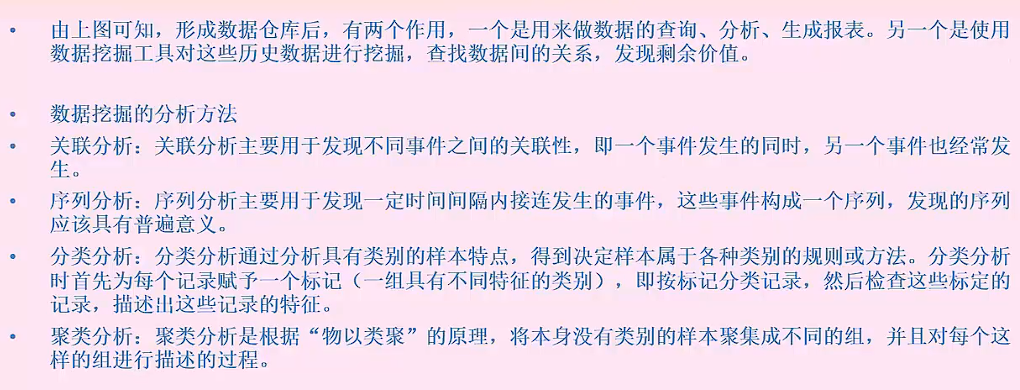 • 由上图可知，形成数据仓库后，有两个作用，一个是用来做数据的查询、分析、生成报表。另一个是使用
数据挖掘工具对这些历史数据进行挖掘，查找数据间的关系，发现剩余价值。
• 数据挖掘的分析方法
• 关联分析：关联分析主要用于发现不同事件之间的关联性，即一个事件发生的同时，另一个事件也经常发
生。
• 序列分析：序列分析主要用于发现一定时间间隔内接连发生的事件，这些事件构成一个序列，发现的序列
应该具有普遍意义。
• 分类分析：分类分析通过分析具有类别的样本特点，得到决定样本属于各种类别的规则或方法。分类分析
时首先为每个记录赋予一个标记（一组具有不同特征的类别），即按标记分类记录，然后检查这些标定的
记录，描述出这些记录的特征。
• 聚类分析：聚类分析是根据“物以类聚”的原理，将本身没有类别的样本聚集成不同的组，并且对每个这
样的组进行描述的过程。